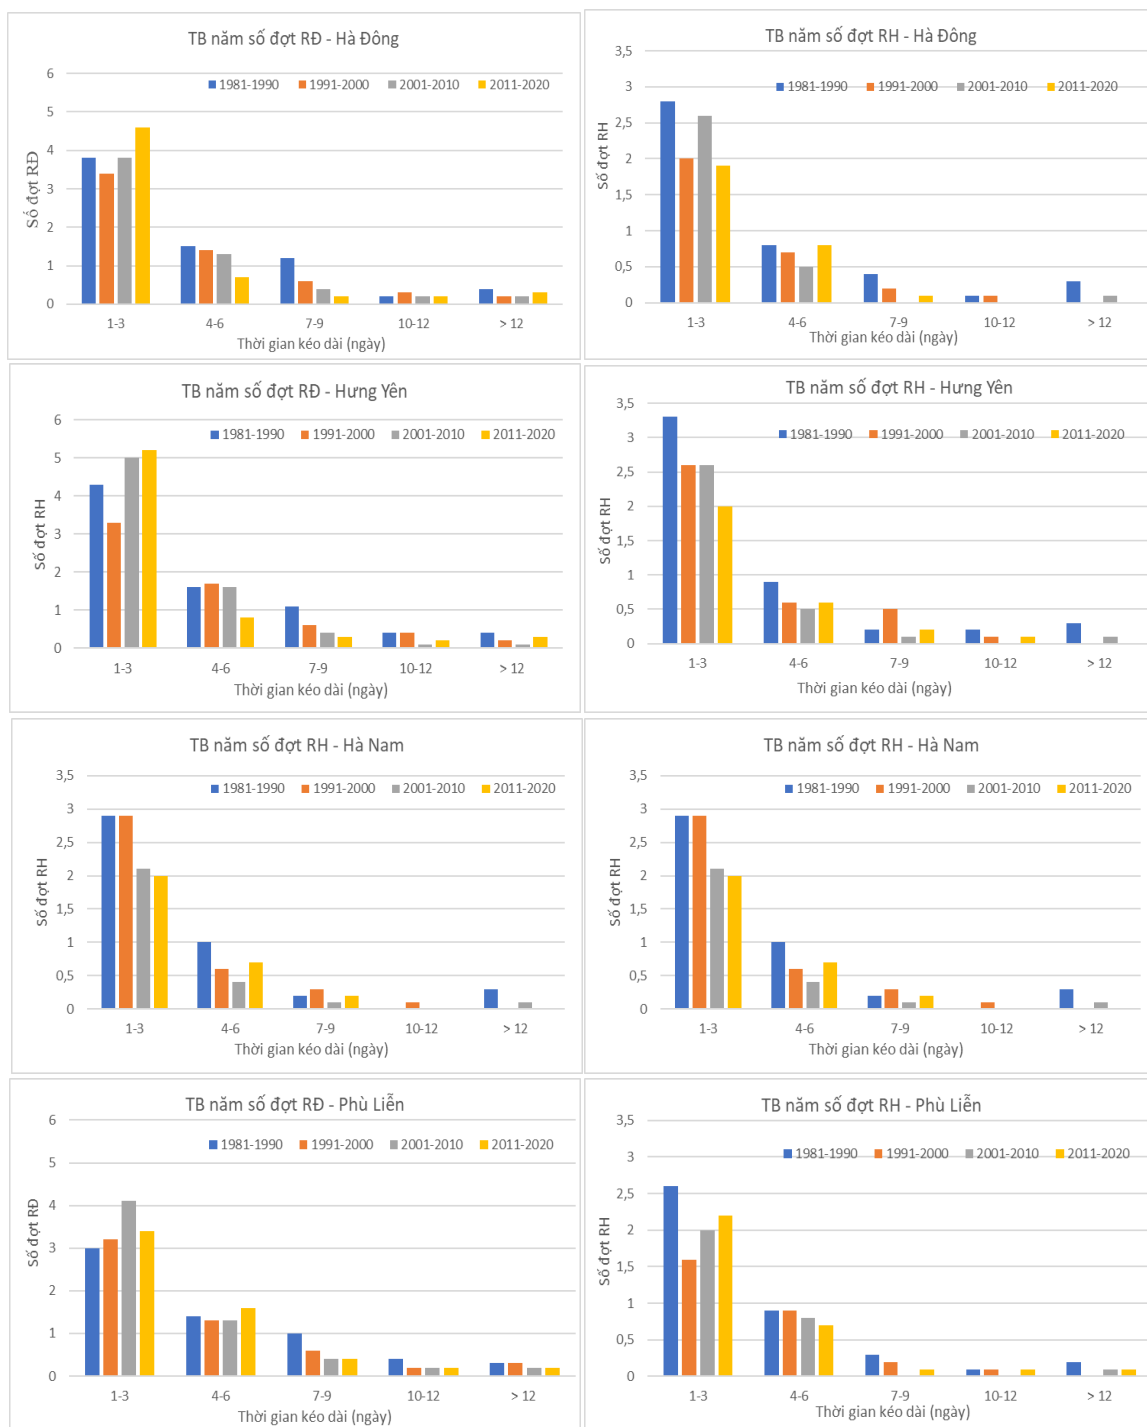 TB năm số đợt RĐ - Hà Đông
6
1981-1990 1991-2000 2001-2010 2011-2020
5
4
3
2
1
0
Số đợt RĐ
1-3 4-6 7-9 10-12 > 12
Thời gian kéo dài (ngày)
TB năm số đợt RH - Hà Đông
3,5
3
1981-1990 1991-2000 2001-2010 2011-2020
2,5
2
1,5
1
0,5
0
Số đợt RH
1-3 4-6 7-9 10-12 > 12
Thời gian kéo dài (ngày)
TB năm số đợt RĐ - Hưng Yên
6
1981-1990 1991-2000 2001-2010 2011-2020
5
4
3
2
1
0
Số đợt RH
1-3 4-6 7-9 10-12 > 12
Thời gian kéo dài (ngày)
TB năm số đợt RH - Hưng Yên
3,5
1981-1990 1991-2000 2001-2010 2011-2020
3
2,5
2
1,5
1
0,5
0
Số đợt RH
1-3 4-6 7-9 10-12 > 12
Thời gian kéo dài (ngày)
TB năm số đợt RH - Hà Nam
3,5
1981-1990 1991-2000 2001-2010 2011-2020
3
2,5
2
1,5
1
0,5
0
Số đợt RH
1-3 4-6 7-9 10-12 > 12
Thời gian kéo dài (ngày)
TB năm số đợt RH - Hà Nam
3,5
1981-1990 1991-2000 2001-2010 2011-2020
3
2,5
2
1,5
1
0,5
0
Số đợt RH
1-3 4-6 7-9 10-12 > 12
Thời gian kéo dài (ngày)
TB năm số đợt RĐ - Phù Liễn
6
1981-1990 1991-2000 2001-2010 2011-2020
5
4
3
2
1
0
Số đợt RĐ
1-3 4-6 7-9 10-12 > 12
Thời gian kéo dài (ngày)
TB năm số đợt RH - Phù Liễn
3,5
1981-1990 1991-2000 2001-2010 2011-2020
3
2,5
2
1,5
1
0,5
0
Số đợt RH
1-3 4-6 7-9 10-12 > 12
Thời gian kéo dài (ngày)